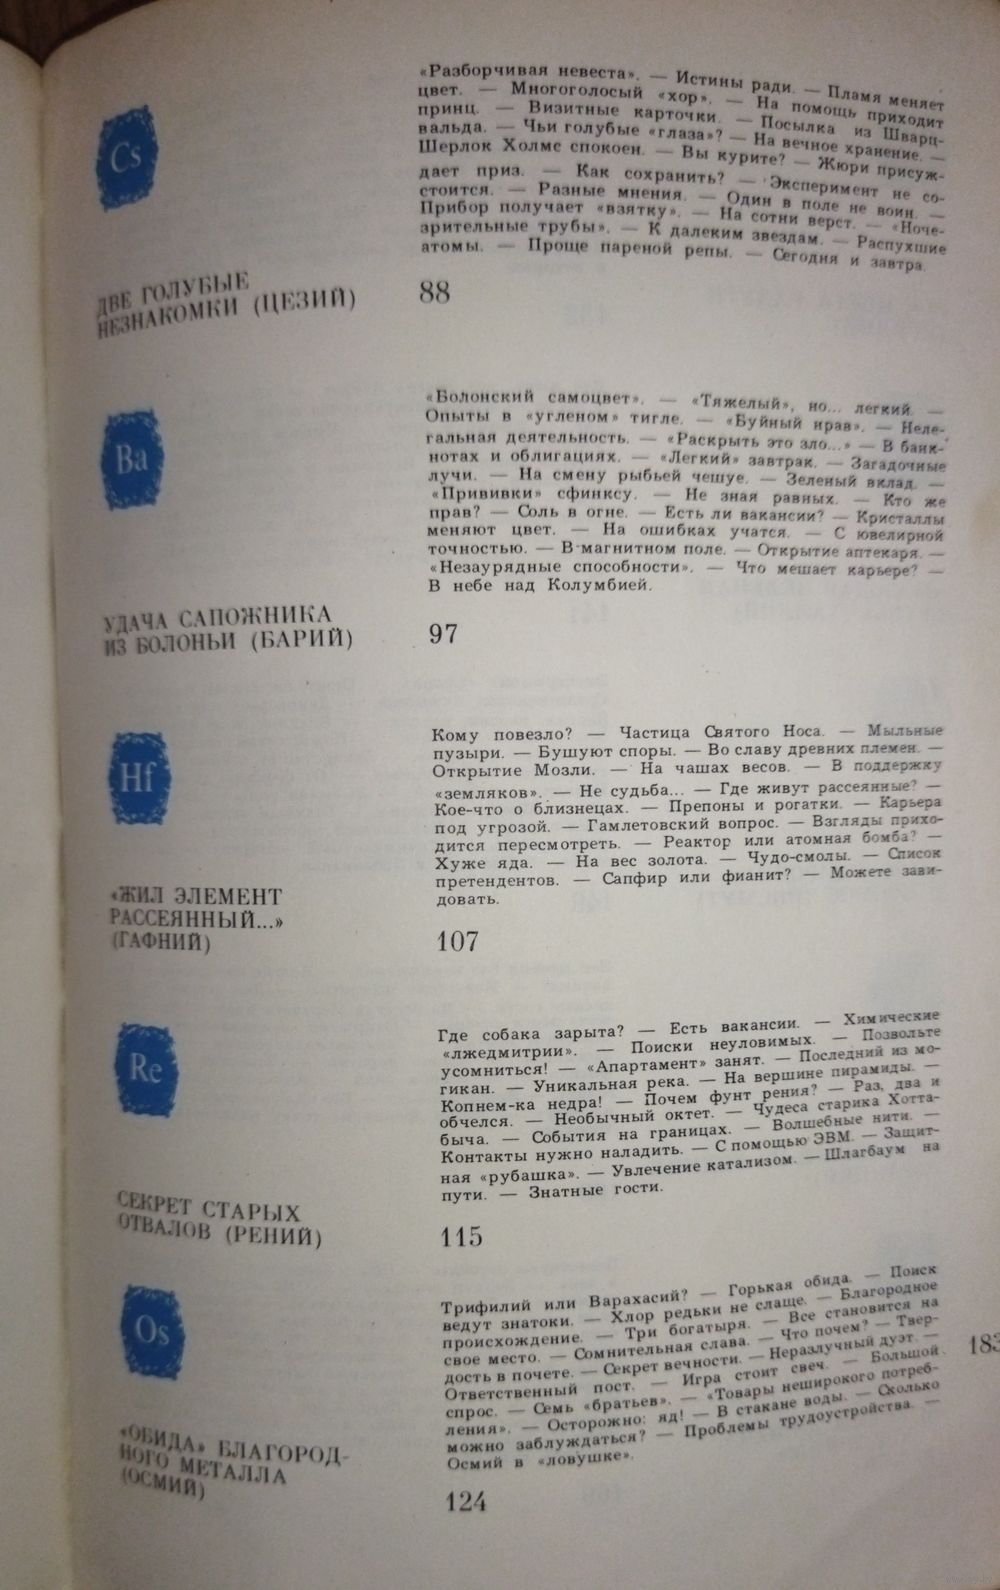 Cs
«Разборчивая невеста». — Истины ради. — Пламя меняет
цвет. — Многоголосый «хор». — На помощь приходит
принц. — Визитные карточки. — Посылка из Шварц-
вальда. — Чьи голубые «глаза»? — На вечное хранение. —
Шерлок Холмс спокоен. — Вы курите? — Жюри присуж-
дает приз. — Как сохранить? — Эксперимент не со-
стоится. — Разные мнения. — Один в поле не воин. —
Прибор получает «взятку». — На сотни верст. — «Ноче-
зрительные трубы». — К далеким звездам. — Распухшие
атомы. — Проще пареной репы. — Сегодня и завтра.
ДВЕ ГОЛУБЫЕ
НЕЗНАКОМКИ (ЦЕЗИЙ)
88
Ba
«Болонский самоцвет». — «Тяжелый», но... легкий. —
Опыты в «угленом» тигле. — «Буйный нрав». — Неле-
гальная деятельность. — «Раскрыть это зло...» — В банк-
нотах и облигациях. — «Легкий» завтрак. — Загадочные
лучи. — На смену рыбьей чешуе. — Зеленый вклад. —
«Прививки» сфинксу. — Не зная равных. — Кто же
прав? — Соль в огне. — Есть ли вакансии? — Кристаллы
меняют цвет. — На ошибках учатся. — С ювелирной
точностью. — В магнитном поле. — Открытие аптекаря. —
«Незаурядные способности». — Что мешает карьере? —
В небе над Колумбией.
УДАЧА САПОЖНИКА
ИЗ БОЛОНЬИ (БАРИЙ)
97
Hf
Кому повезло? — Частица Святого Носа. — Мыльные
пузыри. — Бушуют споры. — Во славу древних племен. —
Открытие Мозли. — На чашах весов. — В поддержку
«земляков». — Не судьба... — Где живут рассеянные? —
Кое-что о близнецах. — Препоны и рогатки. — Карьера
под угрозой. — Гамлетовский вопрос. — Взгляды прихо-
дится пересмотреть. — Реактор или атомная бомба? —
Хуже яда. — На вес золота. — Чудо-смолы. — Список
претендентов. — Сапфир или фианит? — Можете зави-
довать.
«ЖИЛ ЭЛЕМЕНТ
РАССЕЯННЫЙ...»
(ГАФНИЙ)
107
Re
Где собака зарыта? — Есть вакансии. — Химические
«лжедмитрии». — Поиски неуловимых. — Позвольте
усомниться! — «Апартамент» занят. — Последний из мо-
гикан. — Уникальная река. — На вершине пирамиды. —
Копнем-ка недра! — Почем фунт рения? — Раз, два и
обчелся. — Необычный октет. — Чудеса старика Хотта-
быча. — События на границах. — Волшебные нити. —
Контакты нужно наладить. — С помощью ЭВМ. — Защит-
ная «рубашка». — Увлечение катализом. — Шлагбаум на
пути. — Знатные гости.
СЕКРЕТ СТАРЫХ
ОТВАЛОВ (РЕНИЙ)
115
Os
Трифилий или Варахасий? — Горькая обида. — Поиск
ведут знатоки. — Хлор редьки не слаще. — Благородное
происхождение. — Три богатыря. — Все становится на
свое место. — Сомнительная слава. — Что почем? — Твер-
дость в почете. — Секрет вечности. — Неразлучный дуэт. —
Ответственный пост. — Игра стоит свеч. — Большой
спрос. — Семь «братьев». — «Товары неширокого потреб-
ления». — Осторожно: яд! — В стакане воды. — Сколько
можно заблуждаться? — Проблемы трудоустройства. —
Осмий в «ловушке».
183
«ОБИДА» БЛАГОРОД-
НОГО МЕТАЛЛА
(ОСМИЙ)
124